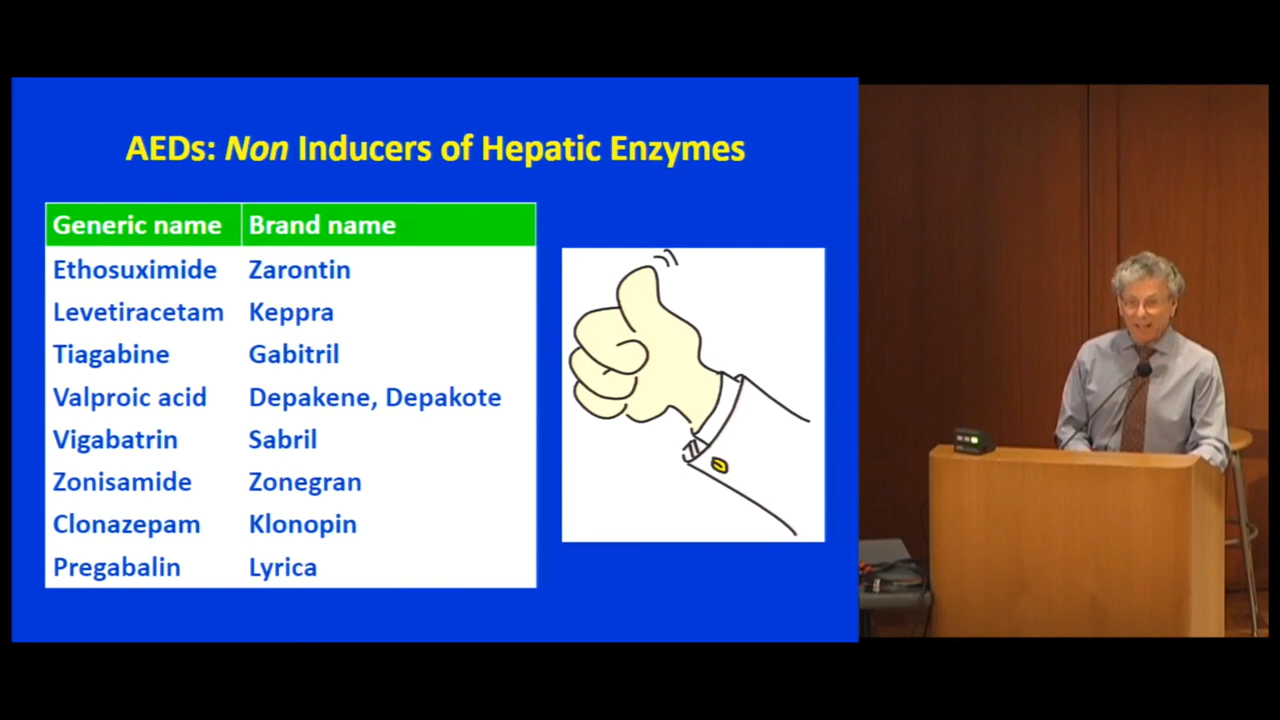 AEDs: Non Inducers of Hepatic Enzymes
Generic name Brand name
Ethosuximide Zarontin
Levetiracetam Keppra
Tiagabine Gabitril
Valproic acid Depakene, Depakote
Vigabatrin Sabril
Zonisamide Zonegran
Clonazepam Klonopin
Pregabalin Lyrica